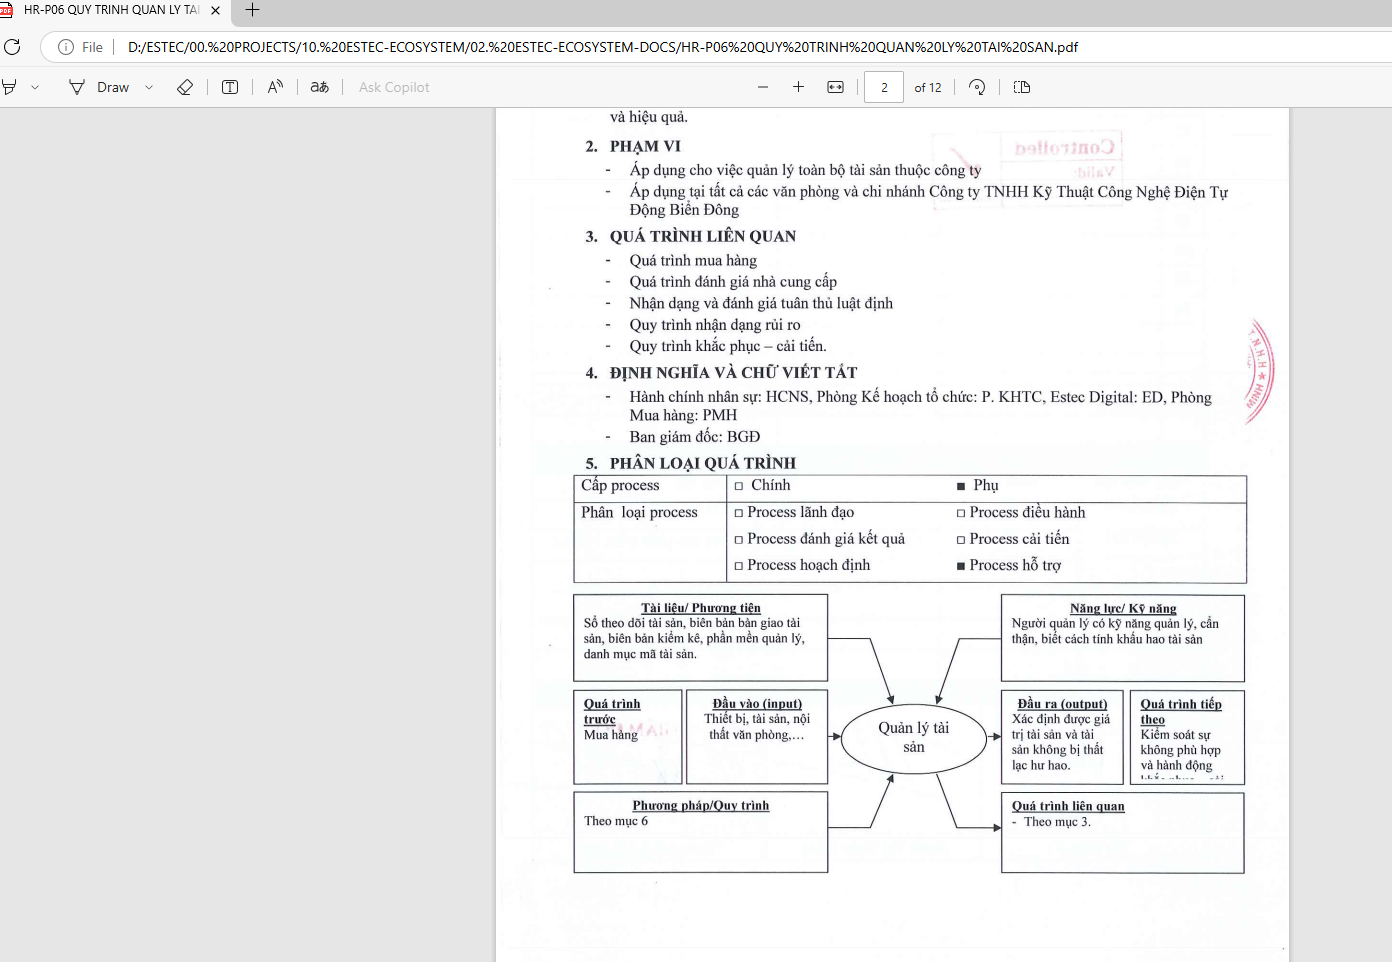 HR-P06 QUY TRINH QUAN LY TAI
File
D:/ESTEC/00.%20PROJECTS/10.%20ESTEC-ECOSYSTEM/02.%20ESTEC-ECOSYSTEM-DOCS/HR-P06%20QUY%20TRINH%20QUAN%20LY%20TAI%20SAN.pdf
Draw
Ask Copilot
2 of 12
và hiệu quả.
Controlled
Valid:
2. PHẠM VI
- Áp dụng cho việc quản lý toàn bộ tài sản thuộc công ty
- Áp dụng tại tất cả các văn phòng và chi nhánh Công ty TNHH Kỹ Thuật Công Nghệ Điện Tự
Động Biển Đông
3. QUÁ TRÌNH LIÊN QUAN
- Quá trình mua hàng
- Quá trình đánh giá nhà cung cấp
- Nhận dạng và đánh giá tuân thủ luật định
- Quy trình nhận dạng rủi ro
- Quy trình khắc phục – cải tiến.
T.N.H.H
4. ĐỊNH NGHĨA VÀ CHỮ VIẾT TẮT
- Hành chính nhân sự: HCNS, Phòng Kế hoạch tổ chức: P. KHTC, Estec Digital: ED, Phòng
Mua hàng: PMH
- Ban giám đốc: BGĐ
5. PHÂN LOẠI QUÁ TRÌNH
Cấp process □ Chính ■ Phụ
Phân loại process □ Process lãnh đạo □ Process điều hành
□ Process đánh giá kết quả □ Process cải tiến
□ Process hoạch định ■ Process hỗ trợ
Tài liệu/ Phương tiện
Sổ theo dõi tài sản, biên bản bàn giao tài
sản, biên bản kiểm kê, phần mền quản lý,
danh mục mã tài sản.
Năng lực/ Kỹ năng
Người quản lý có kỹ năng quản lý, cẩn
thận, biết cách tính khấu hao tài sản
Quá trình
trước
Mua hàng
Đầu vào (input)
Thiết bị, tài sản, nội
thất văn phòng,…
Quản lý tài
sản
Đầu ra (output)
Xác định được giá
trị tài sản và tài
sản không bị thất
lạc hư hao.
Quá trình tiếp
theo
Kiểm soát sự
không phù hợp
và hành động
Phương pháp/Quy trình
Theo mục 6
Quá trình liên quan
- Theo mục 3.